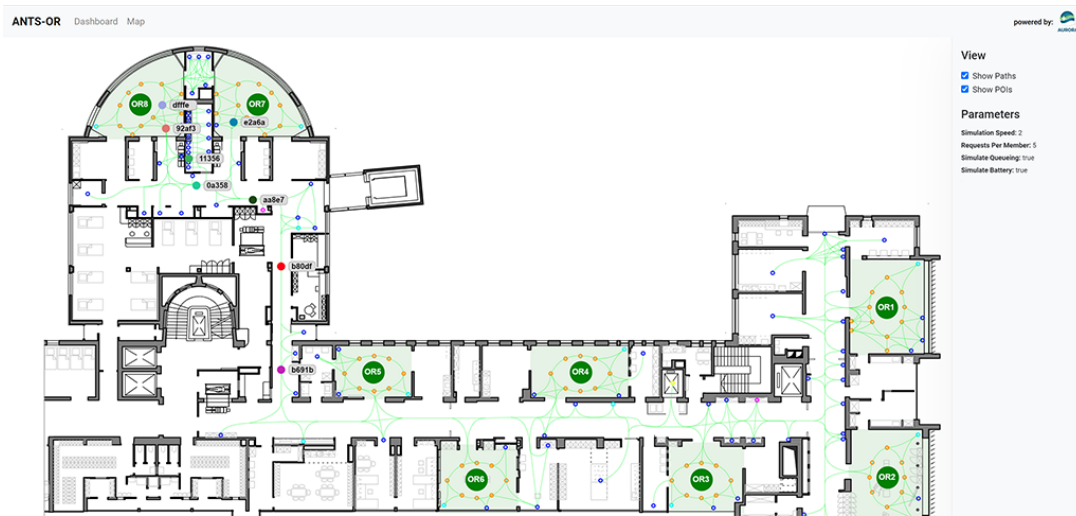 ANTS-OR Dashboard Map
powered by:
AURORA
View
Show Paths
Show POIs
Parameters
Simulation Speed: 2
Requests Per Member: 5
Simulate Queueing: true
Simulate Battery: true
OR8
dfffe
OR7
92af3
e2a6a
11356
0a358
aa8e7
b80df
b691b
OR1
OR5
OR4
OR6
OR3
OR2